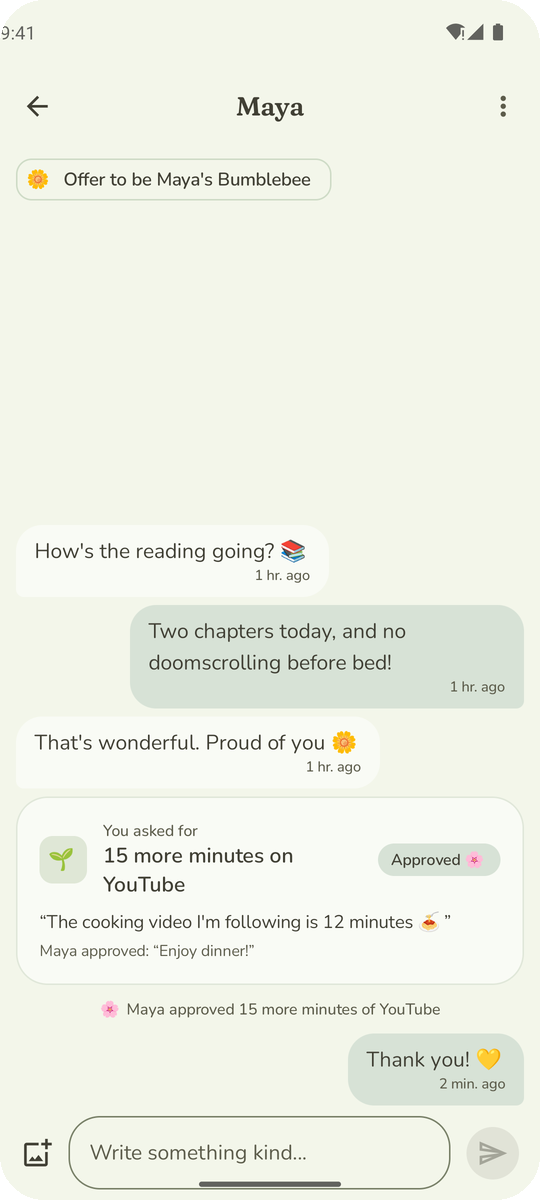 9:41
Maya
🌼 Offer to be Maya's Bumblebee
How's the reading going? 📚
1 hr. ago
Two chapters today, and no
doomscrolling before bed!
1 hr. ago
That's wonderful. Proud of you 🌼
1 hr. ago
You asked for
15 more minutes on
YouTube
Approved 🌸
“The cooking video I'm following is 12 minutes 🍝 ”
Maya approved: “Enjoy dinner!”
🌸 Maya approved 15 more minutes of YouTube
Thank you! 💛
2 min. ago
Write something kind...